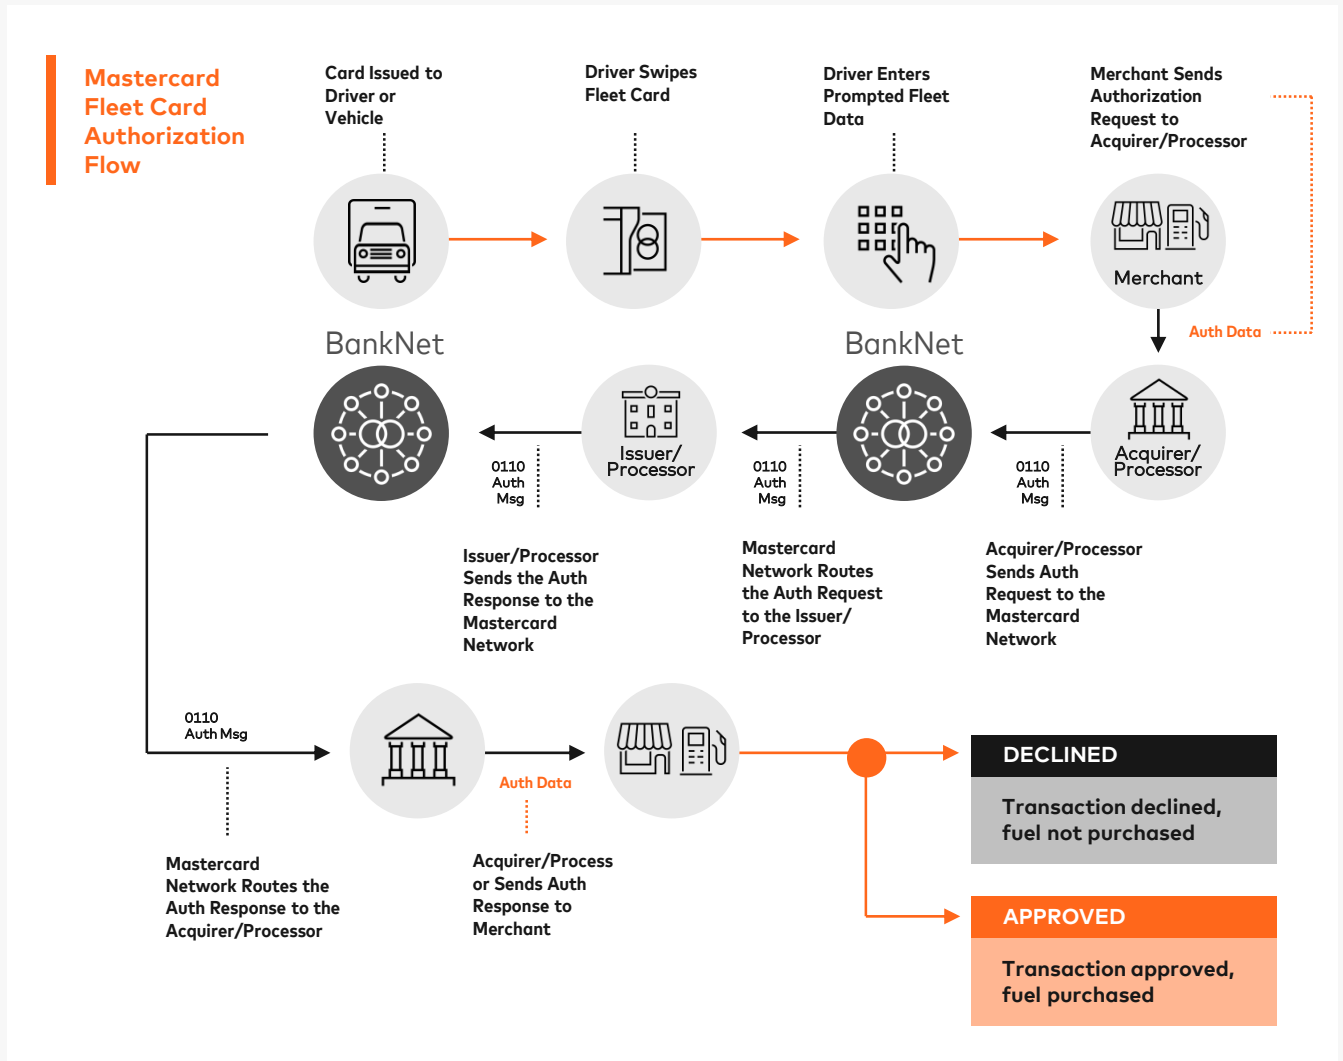 Mastercard
Fleet Card
Authorization
Flow
Card Issued to
Driver or
Vehicle
Driver Swipes
Fleet Card
Driver Enters
Prompted Fleet
Data
Merchant Sends
Authorization
Request to
Acquirer/Processor
Merchant
Auth Data
BankNet
BankNet
Issuer/
Processor
Acquirer/
Processor
0110
Auth
Msg
0110
Auth
Msg
0110
Auth
Msg
Issuer/Processor
Sends the Auth
Response to the
Mastercard
Network
Mastercard
Network Routes
the Auth Request
to the Issuer/
Processor
Acquirer/Processor
Sends Auth
Request to the
Mastercard
Network
0110
Auth Msg
Auth Data
Mastercard
Network Routes the
Auth Response to the
Acquirer/Processor
Acquirer/Process
or Sends Auth
Response to
Merchant
DECLINED
Transaction declined,
fuel not purchased
APPROVED
Transaction approved,
fuel purchased